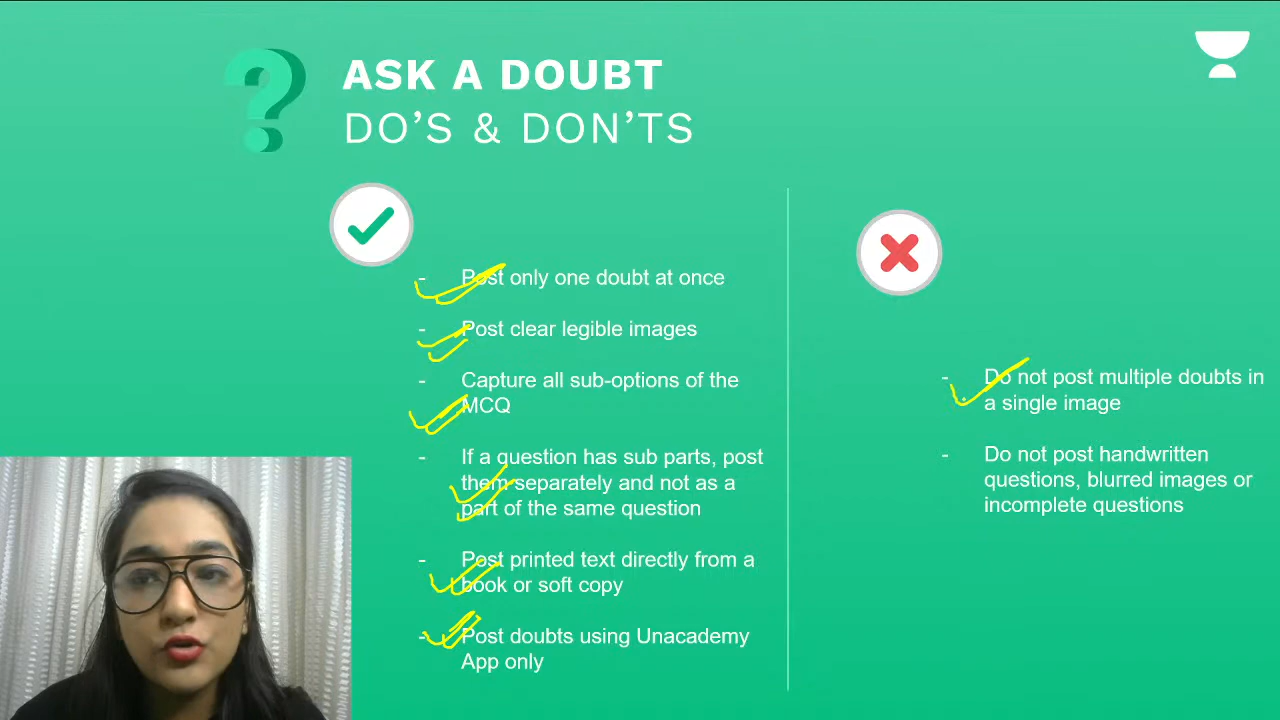 ASK A DOUBT
DO'S & DON'TS
- Post only one doubt at once
- Post clear legible images
- Capture all sub-options of the
MCQ
- If a question has sub parts, post
them separately and not as a
part of the same question
- Post printed text directly from a
book or soft copy
- Post doubts using Unacademy
App only
- Do not post multiple doubts in
a single image
- Do not post handwritten
questions, blurred images or
incomplete questions